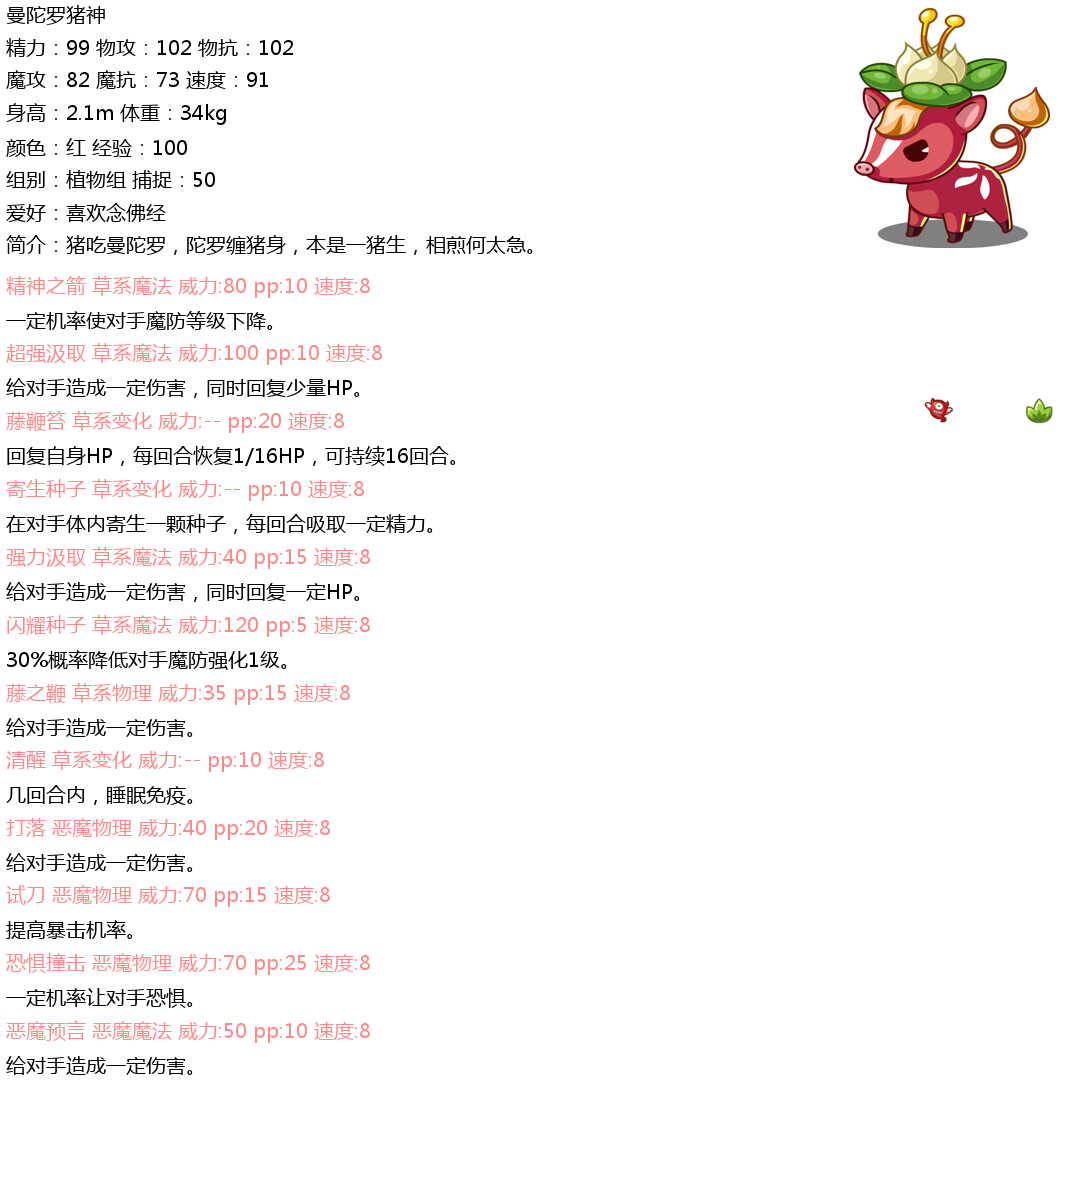 曼陀罗猪神
精力：99 物攻：102 物抗：102
魔攻：82 魔抗：73 速度：91
身高：2.1m 体重：34kg
颜色：红 经验：100
组别：植物组 捕捉：50
爱好：喜欢念佛经
简介：猪吃曼陀罗，陀罗缠猪身，本是一猪生，相煎何太急。
精神之箭 草系魔法 威力:80 pp:10 速度:8
一定机率使对手魔防等级下降。
超强汲取 草系魔法 威力:100 pp:10 速度:8
给对手造成一定伤害，同时回复少量HP。
藤鞭笞 草系变化 威力:-- pp:20 速度:8
回复自身HP，每回合恢复1/16HP，可持续16回合。
寄生种子 草系变化 威力:-- pp:10 速度:8
在对手体内寄生一颗种子，每回合吸取一定精力。
强力汲取 草系魔法 威力:40 pp:15 速度:8
给对手造成一定伤害，同时回复一定HP。
闪耀种子 草系魔法 威力:120 pp:5 速度:8
30%概率降低对手魔防强化1级。
藤之鞭 草系物理 威力:35 pp:15 速度:8
给对手造成一定伤害。
清醒 草系变化 威力:-- pp:10 速度:8
几回合内，睡眠免疫。
打落 恶魔物理 威力:40 pp:20 速度:8
给对手造成一定伤害。
试刀 恶魔物理 威力:70 pp:15 速度:8
提高暴击机率。
恐惧撞击 恶魔物理 威力:70 pp:25 速度:8
一定机率让对手恐惧。
恶魔预言 恶魔魔法 威力:50 pp:10 速度:8
给对手造成一定伤害。